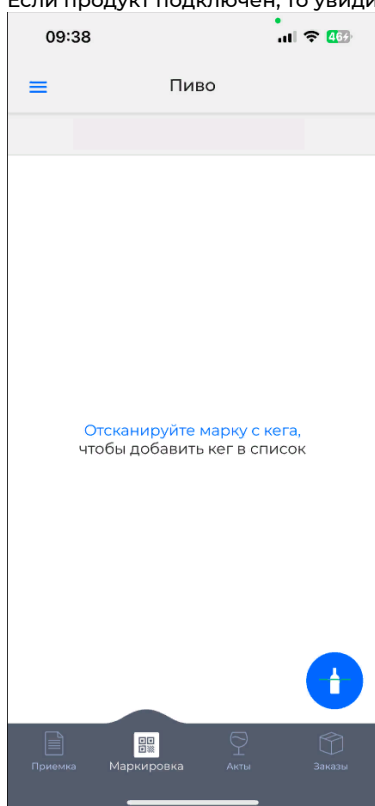 Если продукт подключен, то увиди
09:38
46
Пиво
Отсканируйте марку с кега,
чтобы добавить кег в список
Приемка Маркировка Акты Заказы